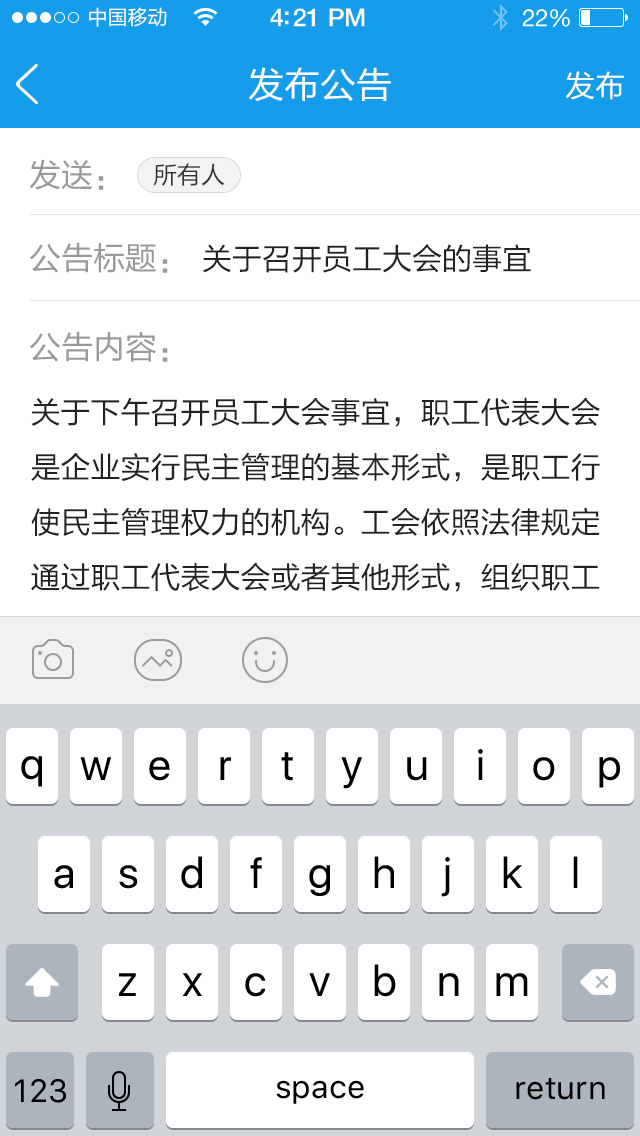 中国移动 4:21 PM 22%
发布公告 发布
发送： 所有人
公告标题： 关于召开员工大会的事宜
公告内容：
关于下午召开员工大会事宜，职工代表大会
是企业实行民主管理的基本形式，是职工行
使民主管理权力的机构。工会依照法律规定
通过职工代表大会或者其他形式，组织职工
q w e r t y u i o p
a s d f g h j k l
z x c v b n m
123 space return